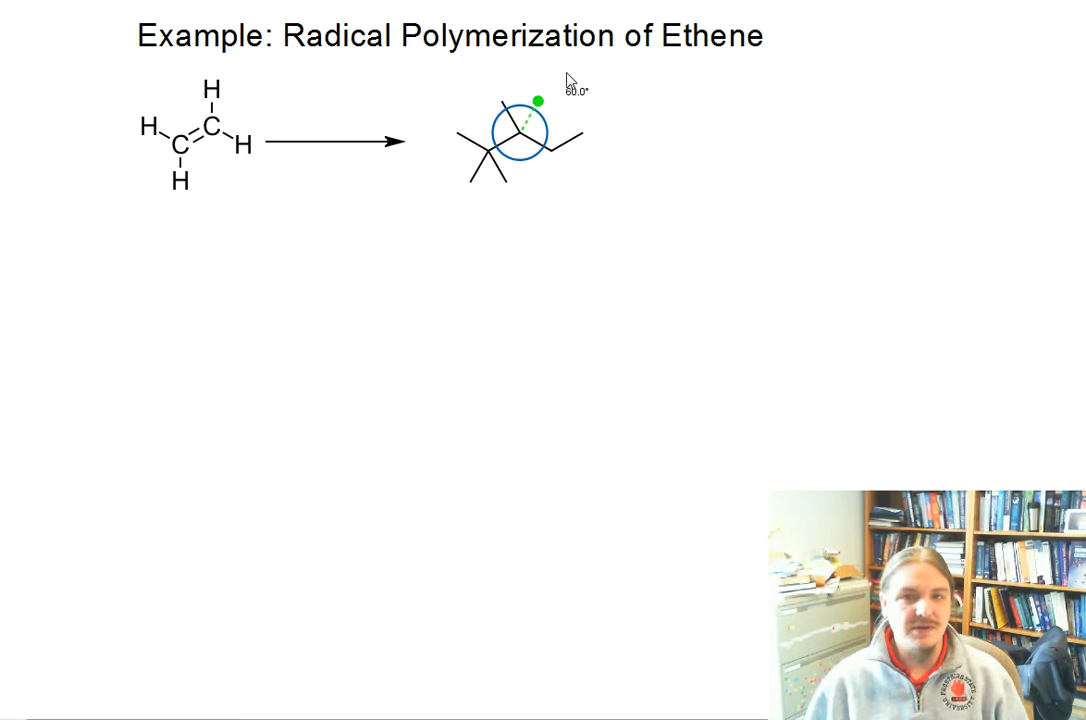 Example: Radical Polymerization of Ethene
H
H C H
C
H
60.0°